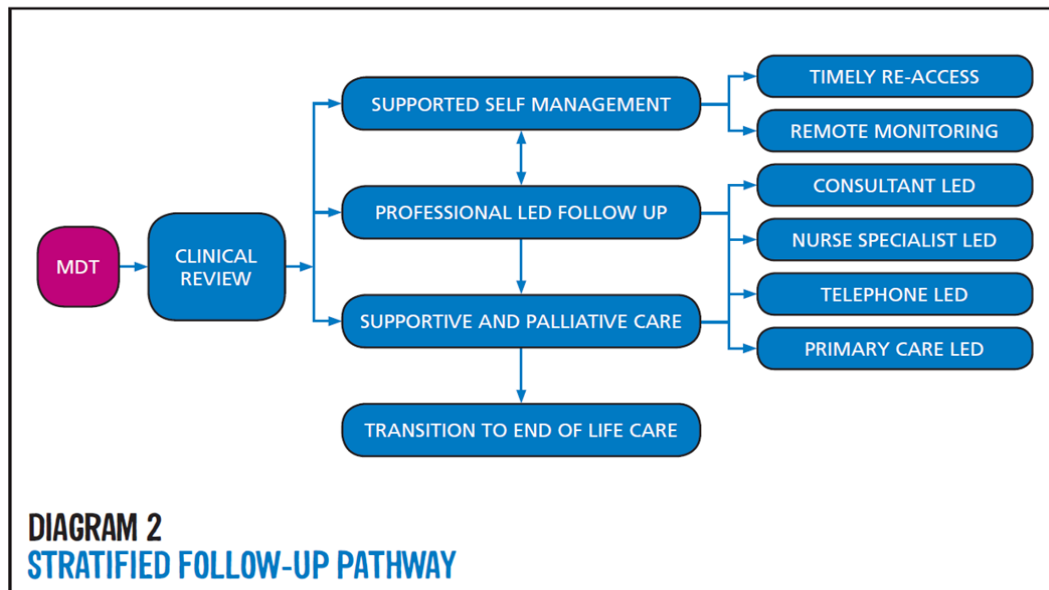 MDT
CLINICAL
REVIEW
SUPPORTED SELF MANAGEMENT
PROFESSIONAL LED FOLLOW UP
SUPPORTIVE AND PALLIATIVE CARE
TRANSITION TO END OF LIFE CARE
TIMELY RE-ACCESS
REMOTE MONITORING
CONSULTANT LED
NURSE SPECIALIST LED
TELEPHONE LED
PRIMARY CARE LED
DIAGRAM 2
STRATIFIED FOLLOW-UP PATHWAY